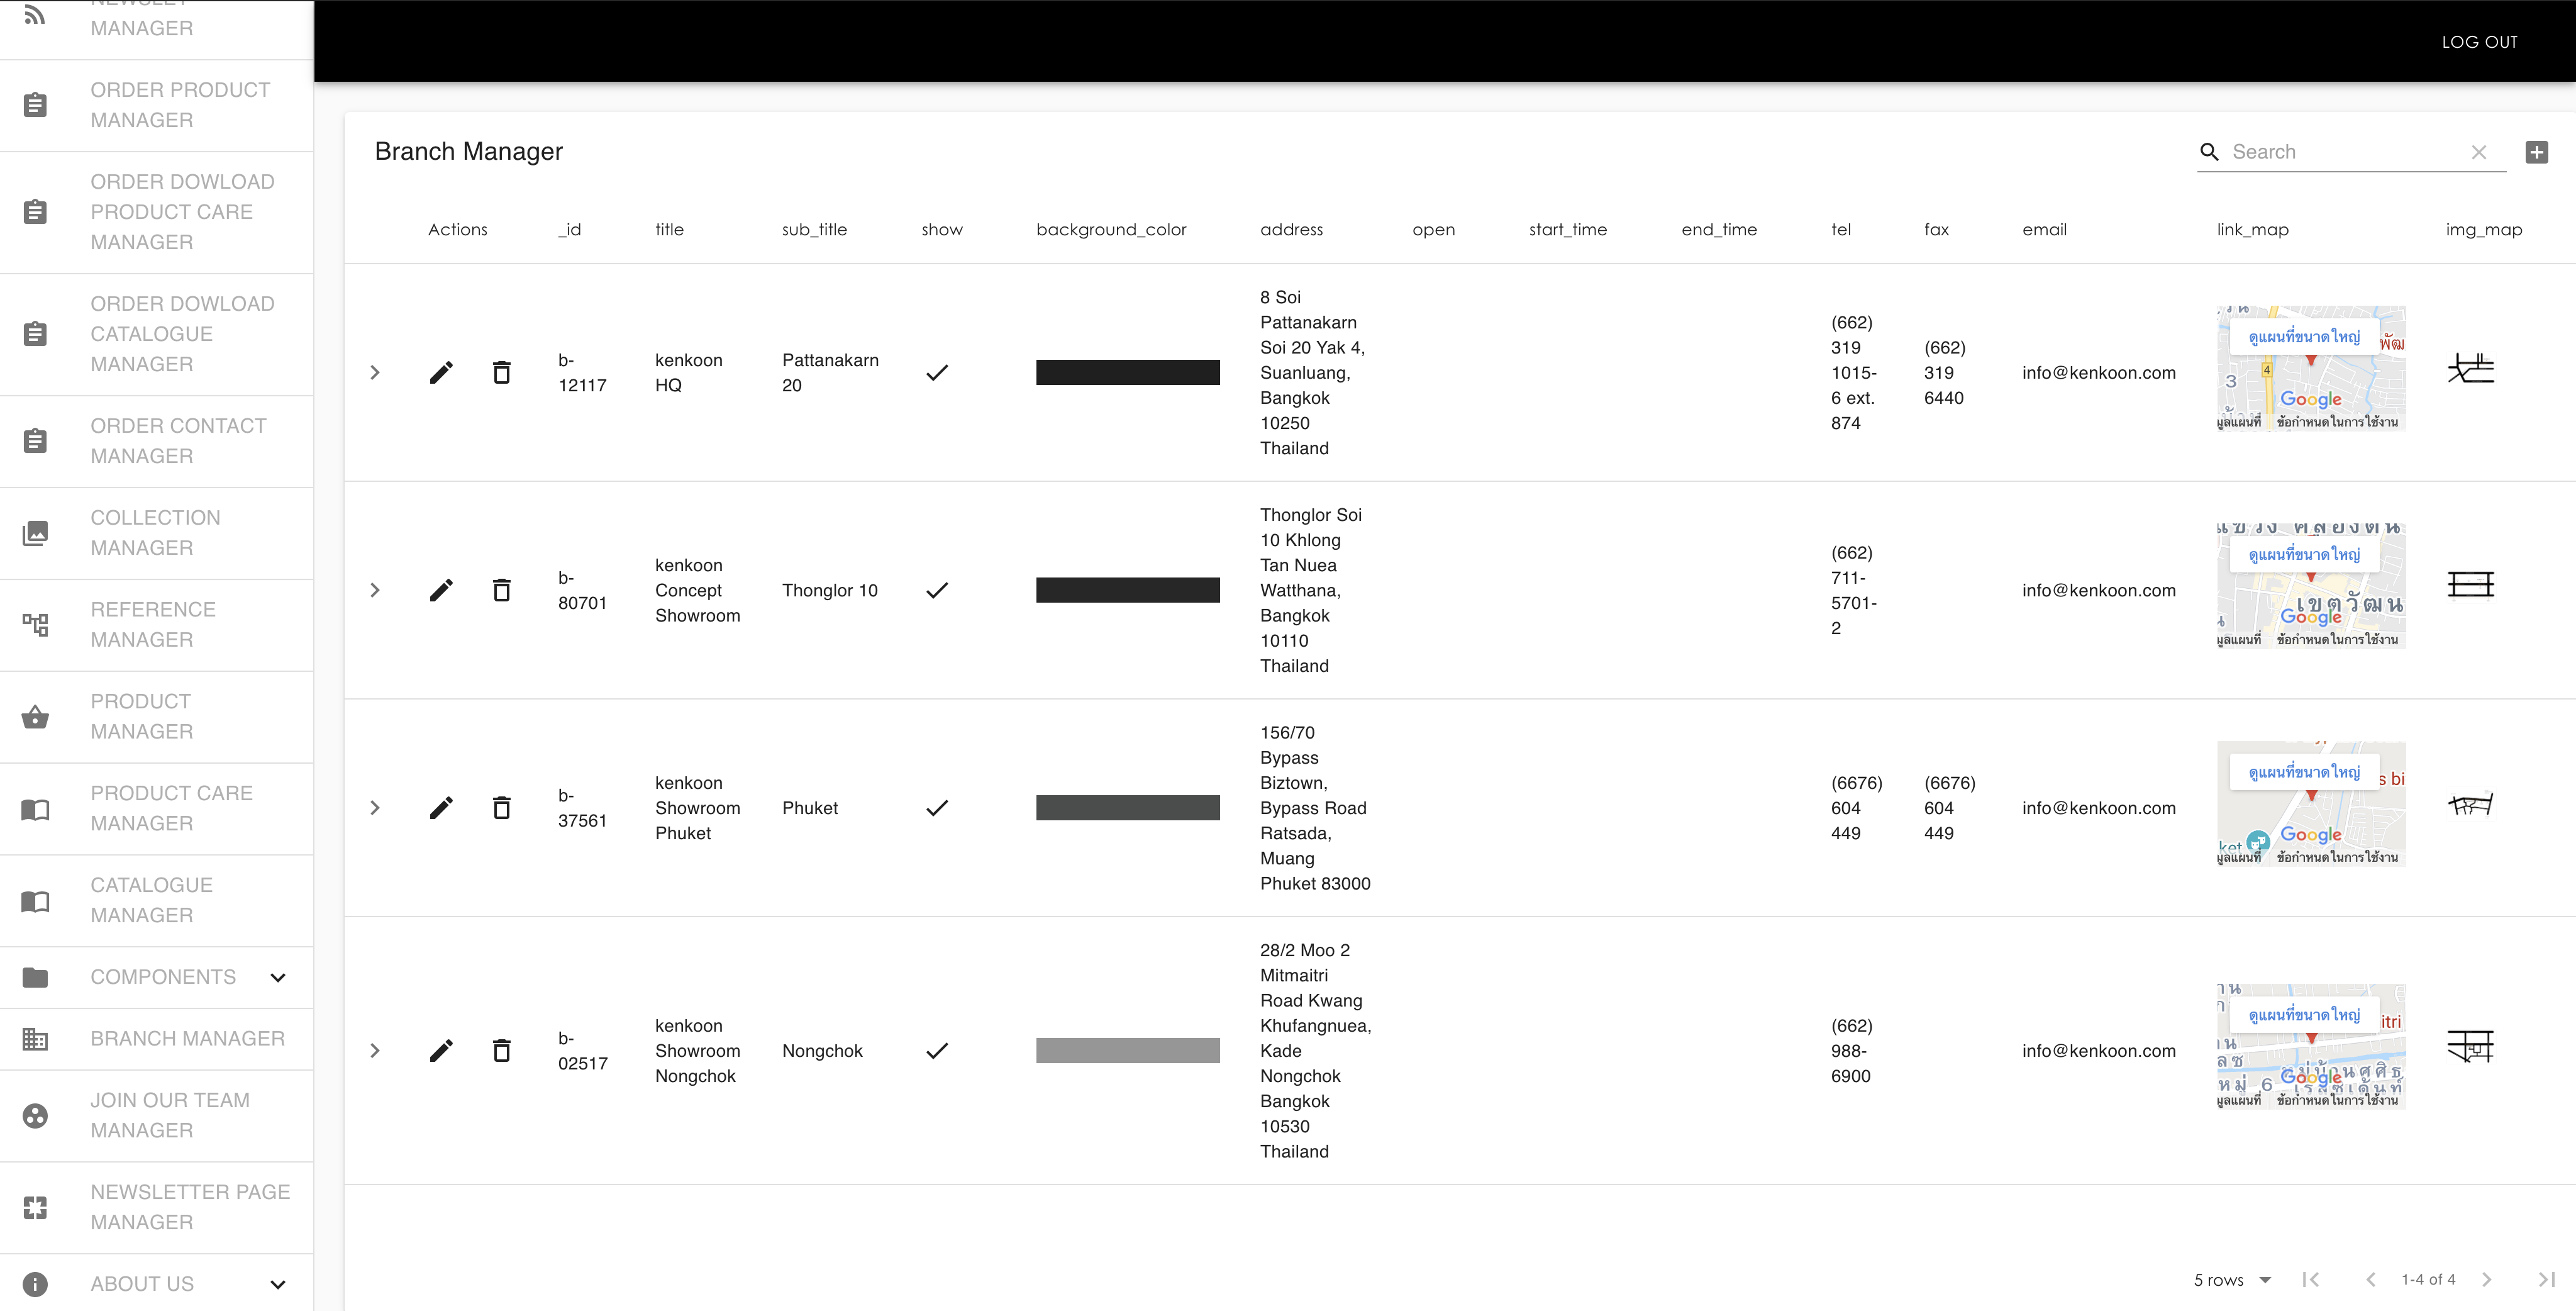 MANAGER
ORDER PRODUCT
MANAGER
ORDER DOWLOAD
PRODUCT CARE
MANAGER
ORDER DOWLOAD
CATALOGUE
MANAGER
ORDER CONTACT
MANAGER
COLLECTION
MANAGER
REFERENCE
MANAGER
PRODUCT
MANAGER
PRODUCT CARE
MANAGER
CATALOGUE
MANAGER
COMPONENTS
BRANCH MANAGER
JOIN OUR TEAM
MANAGER
NEWSLETTER PAGE
MANAGER
ABOUT US
LOG OUT
Branch Manager
Search
Actions _id title sub_title show background_color address open start_time end_time tel fax email link_map img_map
b-
12117
kenkoon
HQ
Pattanakarn
20
8 Soi
Pattanakarn
Soi 20 Yak 4,
Suanluang,
Bangkok
10250
Thailand
(662)
319
1015-
6 ext.
874
(662)
319
6440
info@kenkoon.com
ดูแผนที่ขนาดใหญ่
พัฒ
4
3
Google
มูลแผนที่ ข้อกำหนดในการใช้งาน
b-
80701
kenkoon
Concept
Showroom
Thonglor 10
Thonglor Soi
10 Khlong
Tan Nuea
Watthana,
Bangkok
10110
Thailand
(662)
711-
5701-
2
info@kenkoon.com
ดูแผนที่ขนาดใหญ่
เขตวัฒน
Google
มูลแผนที่ ข้อกำหนดในการใช้งาน
b-
37561
kenkoon
Showroom
Phuket
Phuket
156/70
Bypass
Biztown,
Bypass Road
Ratsada,
Muang
Phuket 83000
(6676)
604
449
(6676)
604
449
info@kenkoon.com
ดูแผนที่ขนาดใหญ่
s bi
Google
ket
มูลแผนที่ ข้อกำหนดในการใช้งาน
b-
02517
kenkoon
Showroom
Nongchok
Nongchok
28/2 Moo 2
Mitmaitri
Road Kwang
Khufangnuea,
Kade
Nongchok
Bangkok
10530
Thailand
(662)
988-
6900
info@kenkoon.com
ดูแผนที่ขนาดใหญ่
itri
หมู่ 6
Google
มูลแผนที่ ข้อกำหนดในการใช้งาน
5 rows
1-4 of 4